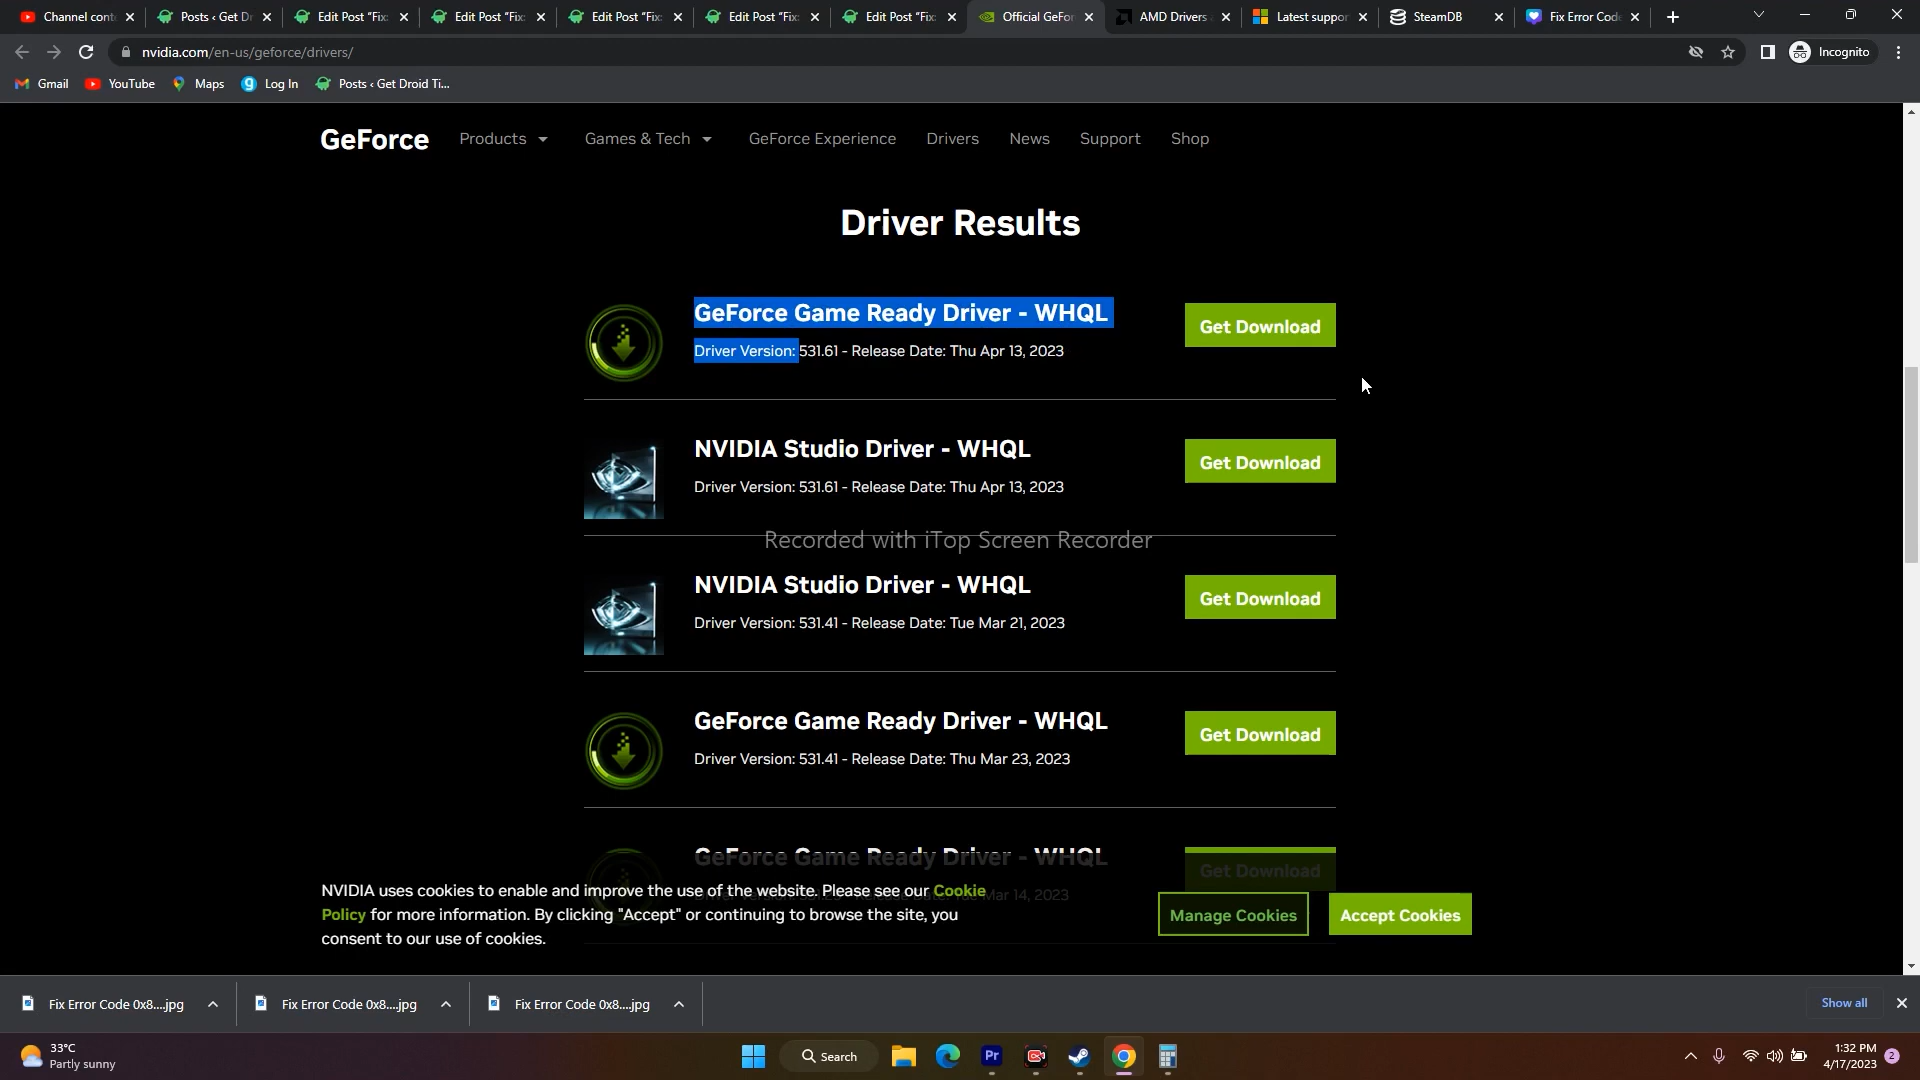 Channel conte
Posts ‹ Get Dr
Edit Post "Fix:
Edit Post "Fix:
Edit Post "Fix:
Edit Post "Fix:
Edit Post "Fix:
Official GeFor
AMD Drivers a
Latest suppor
SteamDB
Fix Error Code
nvidia.com/en-us/geforce/drivers/
Incognito
Gmail
YouTube
Maps
Log In
Posts ‹ Get Droid Ti...
GeForce
Products
Games & Tech
GeForce Experience
Drivers
News
Support
Shop
Driver Results
GeForce Game Ready Driver - WHQL
Driver Version: 531.61 - Release Date: Thu Apr 13, 2023
Get Download
NVIDIA Studio Driver - WHQL
Driver Version: 531.61 - Release Date: Thu Apr 13, 2023
Get Download
Recorded with iTop Screen Recorder
NVIDIA Studio Driver - WHQL
Driver Version: 531.41 - Release Date: Tue Mar 21, 2023
Get Download
GeForce Game Ready Driver - WHQL
Driver Version: 531.41 - Release Date: Thu Mar 23, 2023
Get Download
GeForce Game Ready Driver - WHQL
Mar 14, 2023
Get Download
NVIDIA uses cookies to enable and improve the use of the website. Please see our Cookie
Policy for more information. By clicking "Accept" or continuing to browse the site, you
consent to our use of cookies.
Manage Cookies
Accept Cookies
Fix Error Code 0x8....jpg
Fix Error Code 0x8....jpg
Fix Error Code 0x8....jpg
Show all
33°C
Partly sunny
Search
Pr
1:32 PM
4/17/2023
2